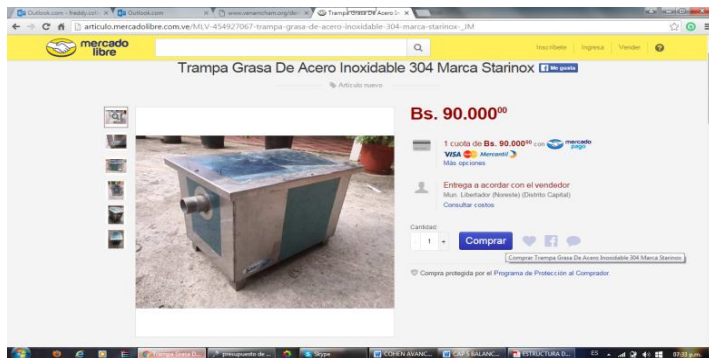 Outlook.com - freddy.coh
Outlook.com
www.venamcham.org/der
Trampa Grasa De Acero In
articulo.mercadolibre.com.ve/MLV-454927067-trampa-grasa-de-acero-inoxidable-304-marca-starinox-_JM
mercado
libre
Inscríbete Ingresa Vender
Trampa Grasa De Acero Inoxidable 304 Marca Starinox Me gusta
Artículo nuevo
Bs. 90.000⁰⁰
1 cuota de Bs. 90.000⁰⁰ con mercado pago
VISA Mercantil
Más opciones
Entrega a acordar con el vendedor
Mun. Libertador (Noreste) (Distrito Capital)
Consultar costos
Cantidad:
1 + Comprar
Comprar Trampa Grasa De Acero Inoxidable 304 Marca Starinox
Compra protegida por el Programa de Protección al Comprador
Trampa Grasa D... presupuesto de ... Skype COHEN AVANC... CAP 5 BALANC... ESTRUCTURA D... ES 07:33 p.m.